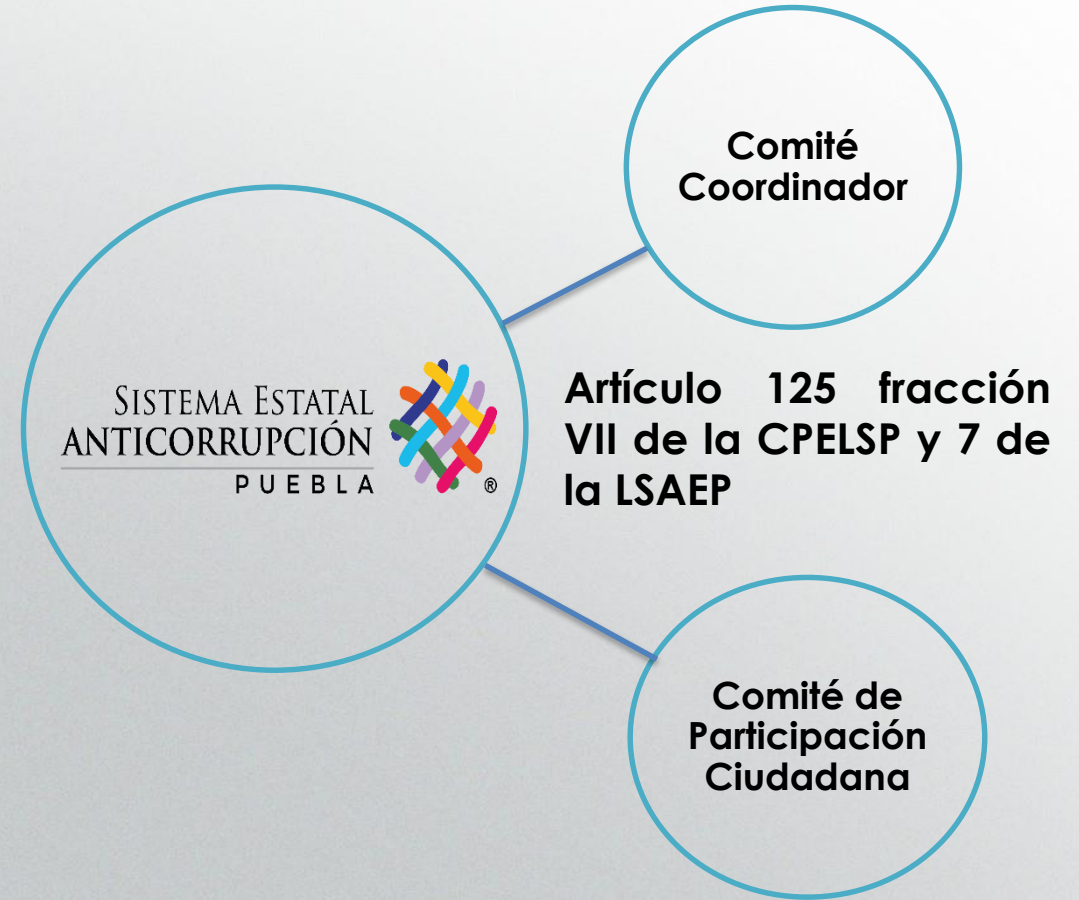 Comité
Coordinador
SISTEMA ESTATAL
ANTICORRUPCIÓN
PUEBLA
®
Artículo 125 fracción
VII de la CPELSP y 7 de
la LSAEP
Comité de
Participación
Ciudadana